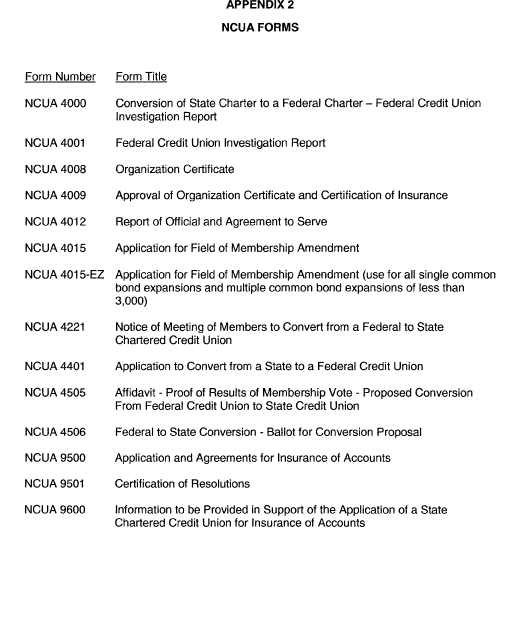 APPENDIX 2
NCUA FORMS
Form Number Form Title
NCUA 4000 Conversion of State Charter to a Federal Charter – Federal Credit Union
Investigation Report
NCUA 4001 Federal Credit Union Investigation Report
NCUA 4008 Organization Certificate
NCUA 4009 Approval of Organization Certificate and Certification of Insurance
NCUA 4012 Report of Official and Agreement to Serve
NCUA 4015 Application for Field of Membership Amendment
NCUA 4015-EZ Application for Field of Membership Amendment (use for all single common
bond expansions and multiple common bond expansions of less than
3,000)
NCUA 4221 Notice of Meeting of Members to Convert from a Federal to State
Chartered Credit Union
NCUA 4401 Application to Convert from a State to a Federal Credit Union
NCUA 4505 Affidavit - Proof of Results of Membership Vote - Proposed Conversion
From Federal Credit Union to State Credit Union
NCUA 4506 Federal to State Conversion - Ballot for Conversion Proposal
NCUA 9500 Application and Agreements for Insurance of Accounts
NCUA 9501 Certification of Resolutions
NCUA 9600 Information to be Provided in Support of the Application of a State
Chartered Credit Union for Insurance of Accounts